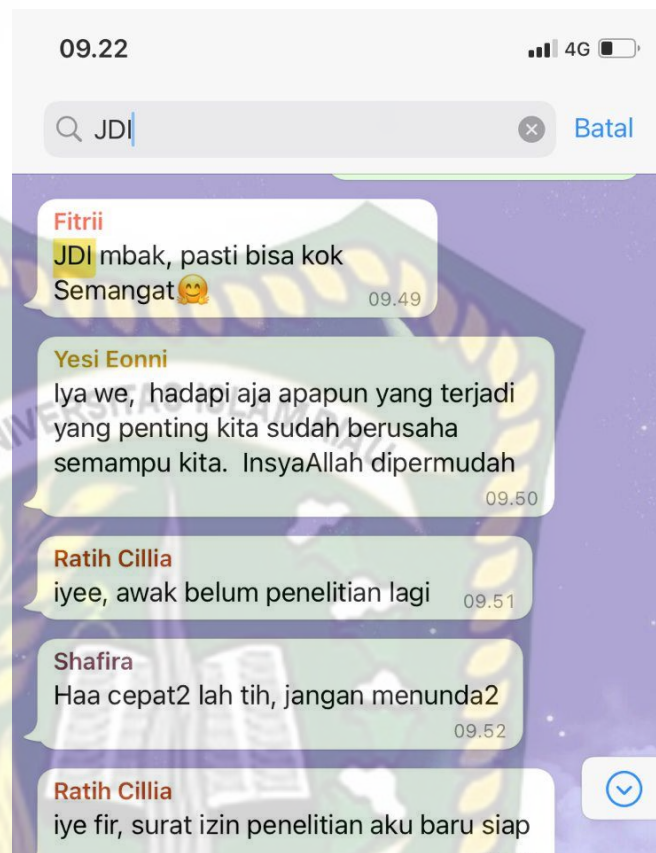 09.22
4G
JDI
Batal
Fitrii
JDI mbak, pasti bisa kok
Semangat🤗
09.49
Yesi Eonni
Iya we, hadapi aja apapun yang terjadi
yang penting kita sudah berusaha
semampu kita. InsyaAllah dipermudah
09.50
Ratih Cillia
iyee, awak belum penelitian lagi
09.51
Shafira
Haa cepat2 lah tih, jangan menunda2
09.52
Ratih Cillia
iye fir, surat izin penelitian aku baru siap
UNIVERSITAS ISLAM RIAU